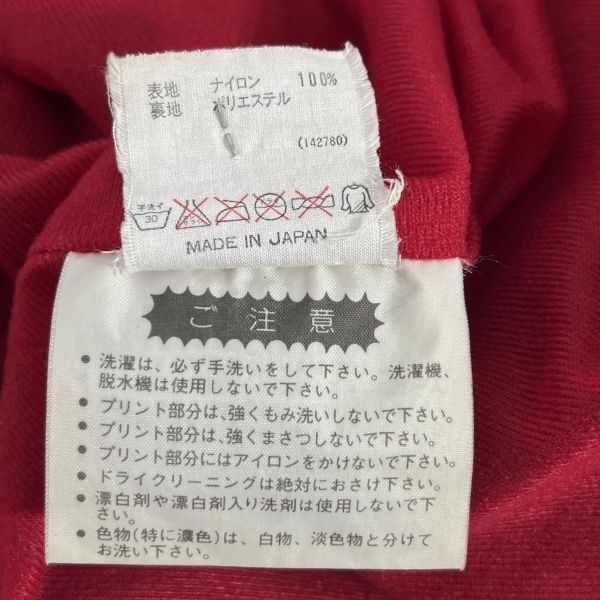 表地 ナイロン 100%
裏地 ポリエステル
(142780)
手洗イ
30
MADE IN JAPAN
ご注意
●洗濯は、必ず手洗いをして下さい。洗濯機、
脱水機は使用しないで下さい。
●プリント部分は、強くもみ洗いしないで下さい。
●プリント部分は、強くまさつしないで下さい。
●プリント部分にはアイロンをかけないで下さい。
●ドライクリーニングは絶対におさけ下さい。
●漂白剤や漂白剤入り洗剤は使用しないで下
さい。
●色物(特に濃色)は、白物、淡色物と分けて
お洗い下さい。